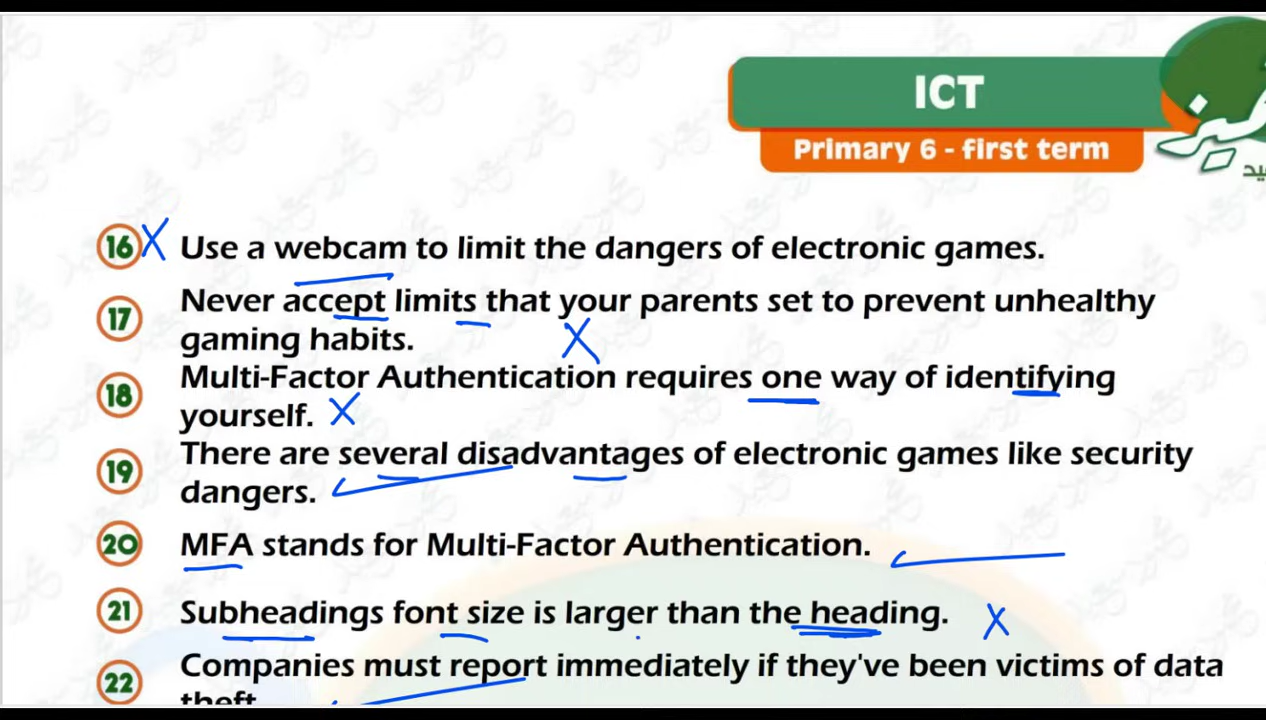 ICT
Primary 6 - first term
16 X Use a webcam to limit the dangers of electronic games.
17 Never accept limits that your parents set to prevent unhealthy
gaming habits. X
18 Multi-Factor Authentication requires one way of identifying
yourself. X
19 There are several disadvantages of electronic games like security
dangers. ✓
20 MFA stands for Multi-Factor Authentication. ✓
21 Subheadings font size is larger than the heading. X
22 Companies must report immediately if they've been victims of data
theft ✓